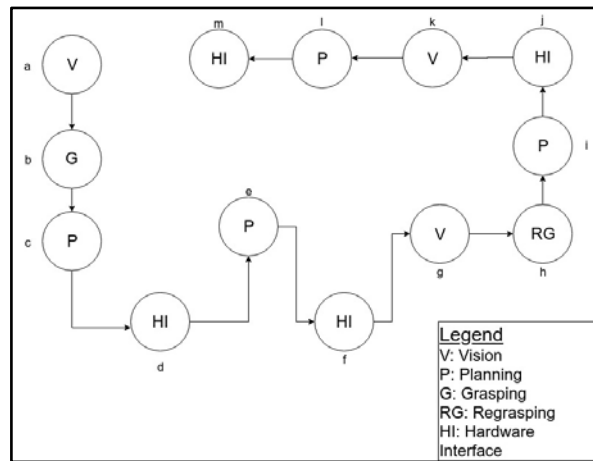 a
V
b
G
c
P
HI
d
e
P
HI
f
V
g
RG
h
P
i
HI
j
V
k
P
l
HI
m
Legend
V: Vision
P: Planning
G: Grasping
RG: Regrasping
HI: Hardware
Interface